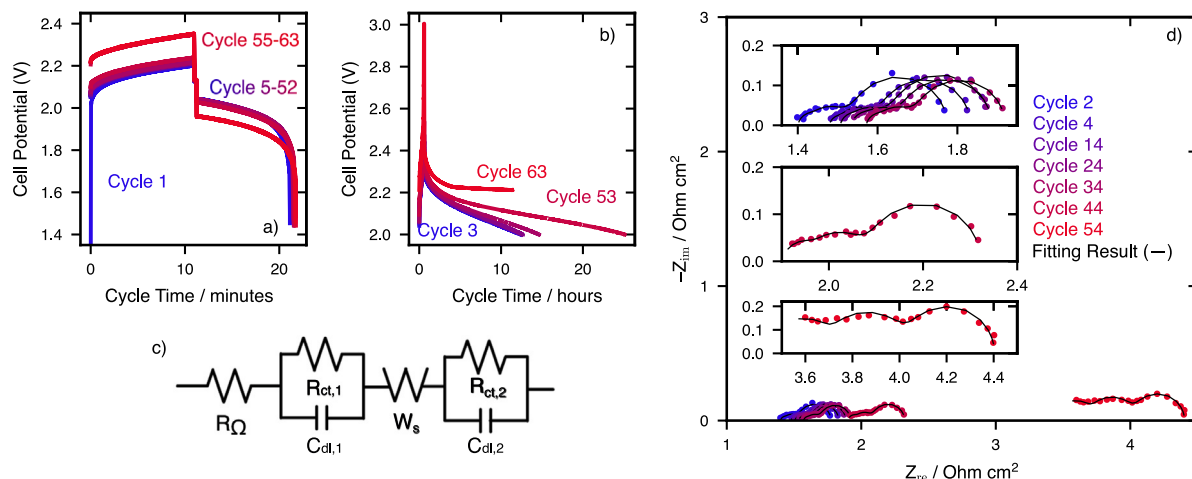 2.4
2.2
2.0
1.8
1.6
1.4
Cell Potential (V)
Cycle 55-63
Cycle 5-52
Cycle 1
a)
0
10
20
Cycle Time / minutes
3.0
2.8
2.6
2.4
2.2
2.0
Cell Potential (V)
b)
Cycle 63
Cycle 53
Cycle 3
0
5
10
15
20
25
Cycle Time / hours
c)
RΩ
Rct,1
Cdl,1
Ws
Rct,2
Cdl,2
d)
3
2
1
0
−Zim / Ohm cm²
0.2
0.1
0.0
1.4
1.6
1.8
0.2
0.1
0.0
2.0
2.2
2.4
0.2
0.1
0.0
3.6
3.8
4.0
4.2
4.4
Cycle 2
Cycle 4
Cycle 14
Cycle 24
Cycle 34
Cycle 44
Cycle 54
Fitting Result (—)
1
2
3
4
Zre / Ohm cm²